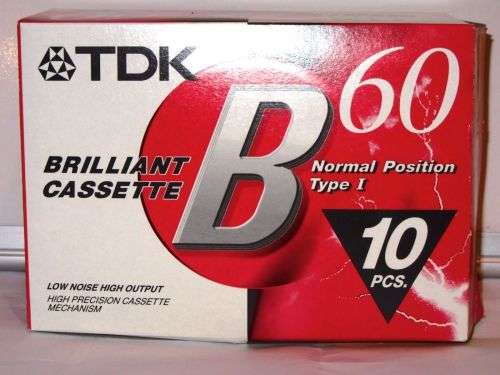 TDK
B
60
BRILLIANT
CASSETTE
Normal Position
Type I
10
PCS.
LOW NOISE HIGH OUTPUT
HIGH PRECISION CASSETTE
MECHANISM